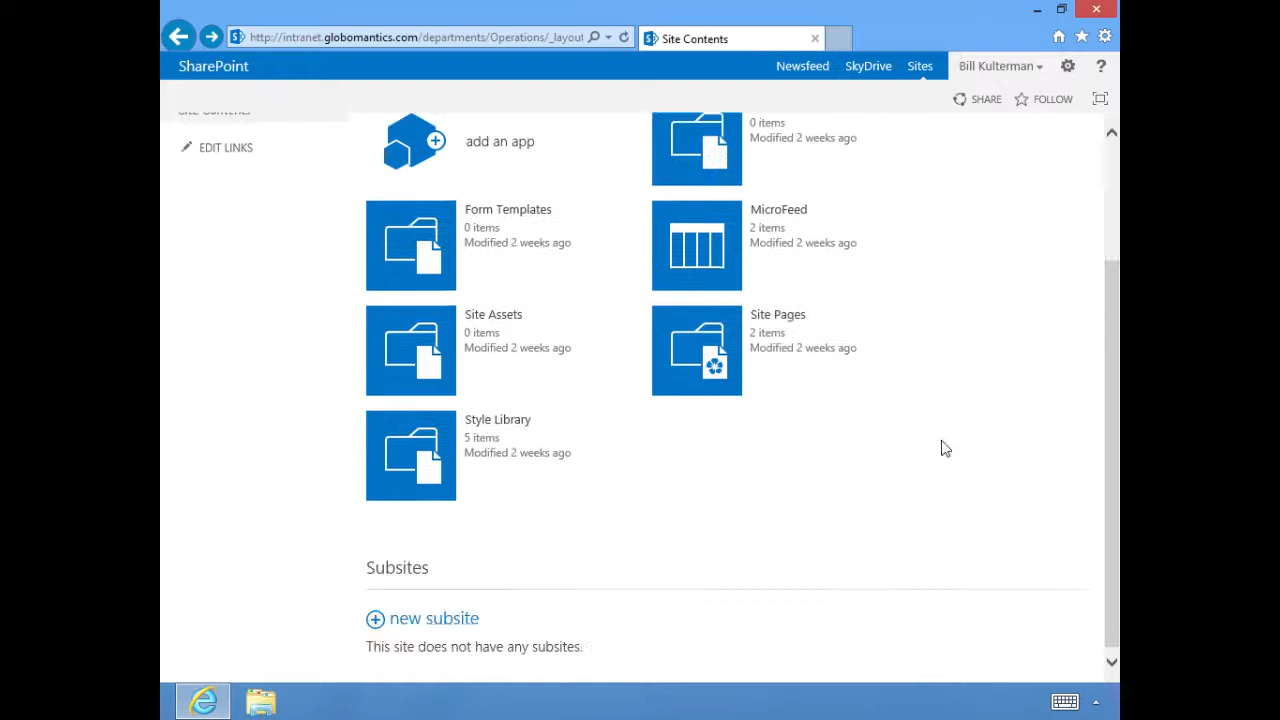 http://intranet.globomantics.com/departments/Operations/_layout
Site Contents
SharePoint
Newsfeed
SkyDrive
Sites
Bill Kulterman
?
SHARE
FOLLOW
Site Contents
EDIT LINKS
add an app
0 items
Modified 2 weeks ago
Form Templates
0 items
Modified 2 weeks ago
MicroFeed
2 items
Modified 2 weeks ago
Site Assets
0 items
Modified 2 weeks ago
Site Pages
2 items
Modified 2 weeks ago
Style Library
5 items
Modified 2 weeks ago
Subsites
new subsite
This site does not have any subsites.